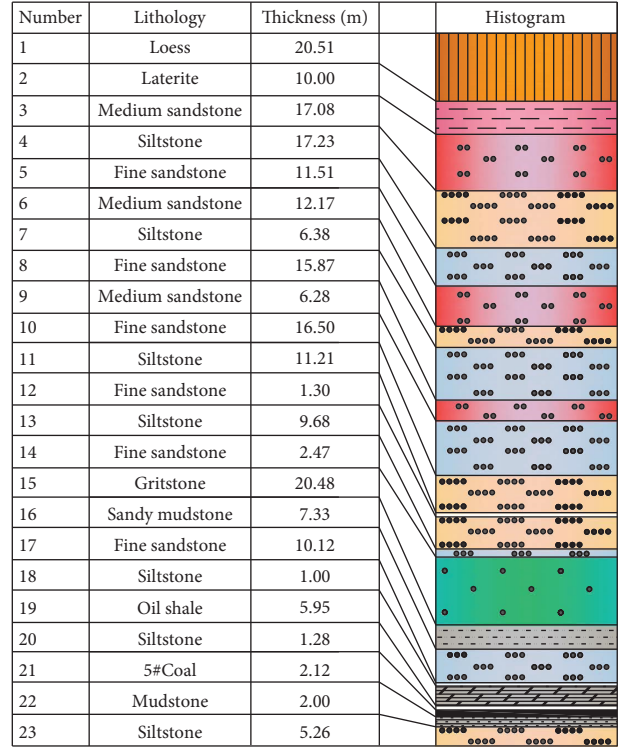 Number Lithology Thickness (m) Histogram
1 Loess 20.51
2 Laterite 10.00
3 Medium sandstone 17.08
4 Siltstone 17.23
5 Fine sandstone 11.51
6 Medium sandstone 12.17
7 Siltstone 6.38
8 Fine sandstone 15.87
9 Medium sandstone 6.28
10 Fine sandstone 16.50
11 Siltstone 11.21
12 Fine sandstone 1.30
13 Siltstone 9.68
14 Fine sandstone 2.47
15 Gritstone 20.48
16 Sandy mudstone 7.33
17 Fine sandstone 10.12
18 Siltstone 1.00
19 Oil shale 5.95
20 Siltstone 1.28
21 5#Coal 2.12
22 Mudstone 2.00
23 Siltstone 5.26